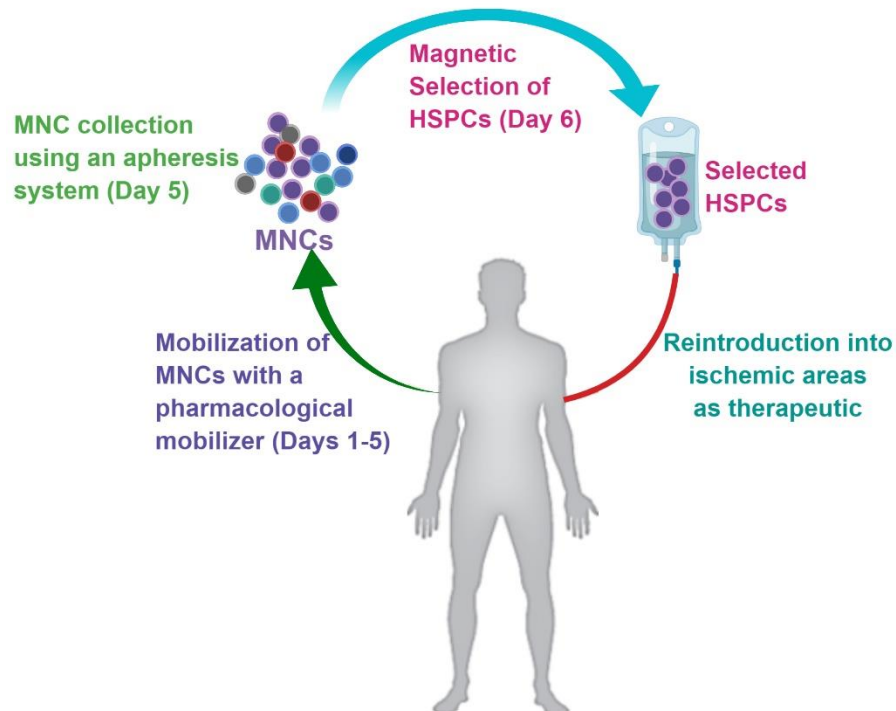 Magnetic
Selection of
HSPCs (Day 6)
MNC collection
using an apheresis
system (Day 5)
MNCs
Selected
HSPCs
Mobilization of
MNCs with a
pharmacological
mobilizer (Days 1-5)
Reintroduction into
ischemic areas
as therapeutic